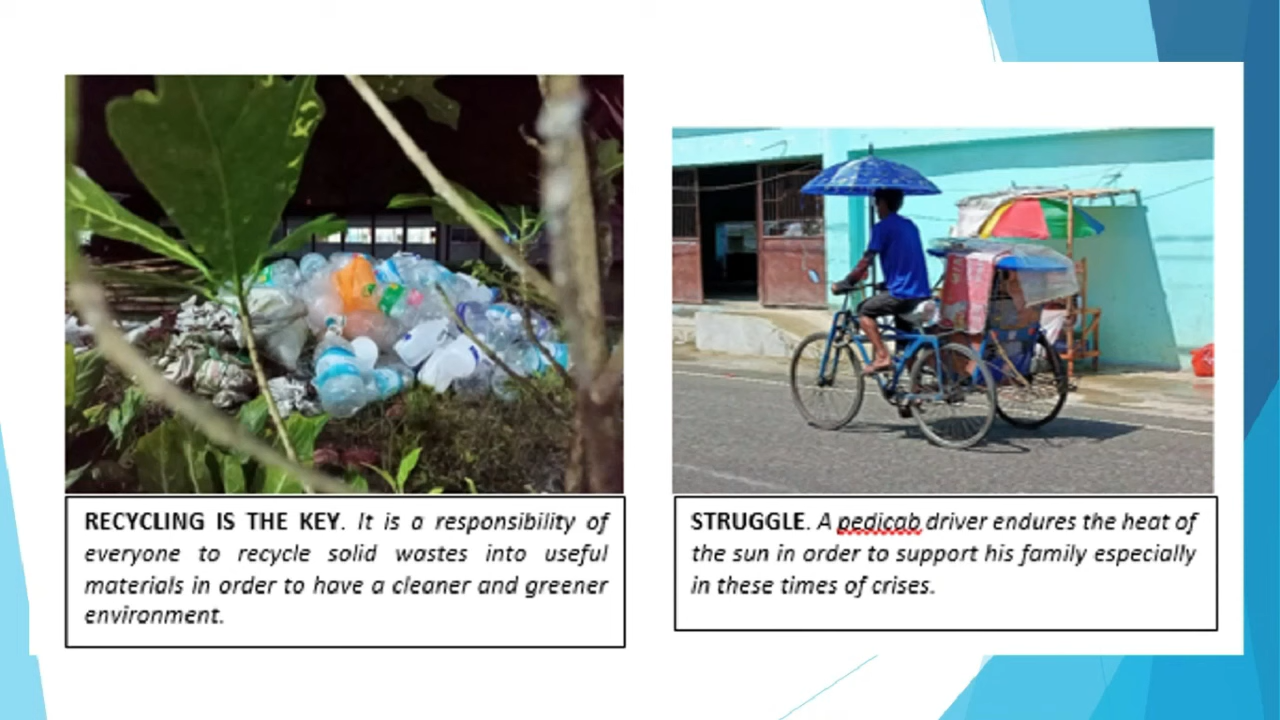 RECYCLING IS THE KEY. It is a responsibility of
everyone to recycle solid wastes into useful
materials in order to have a cleaner and greener
environment.
STRUGGLE. A pedicab driver endures the heat of
the sun in order to support his family especially
in these times of crises.